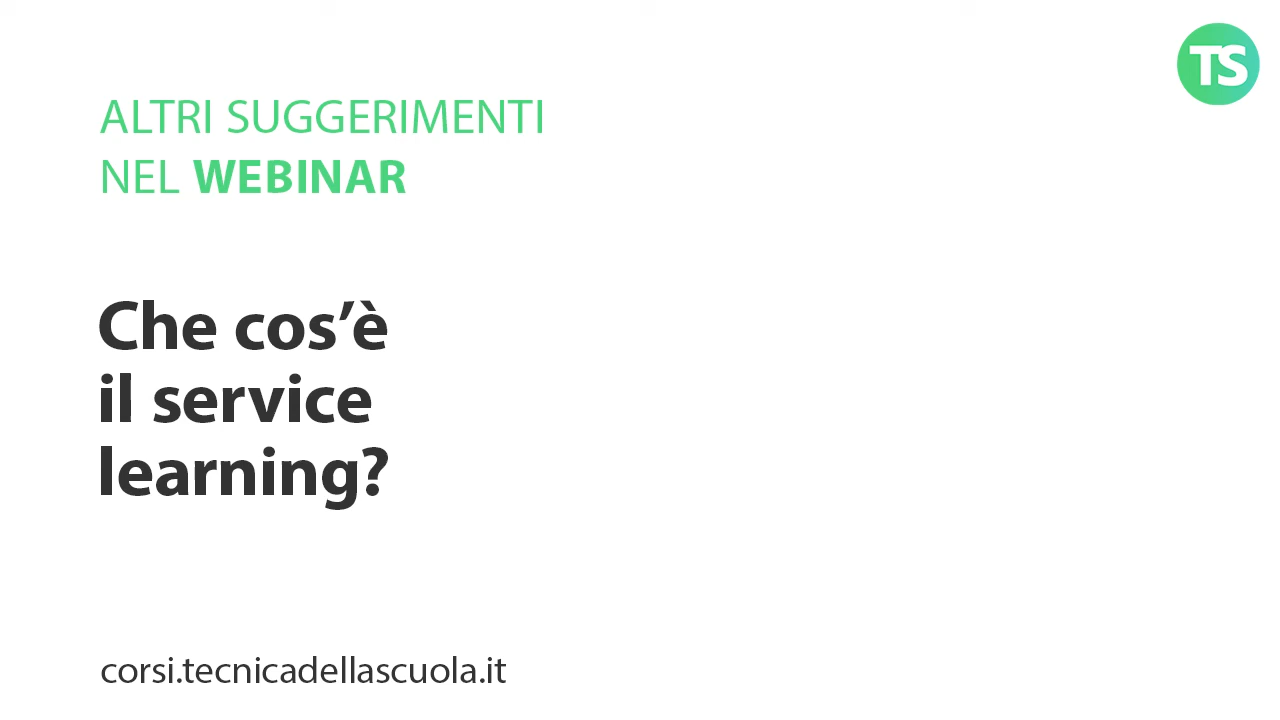 TS
ALTRI SUGGERIMENTI
NEL WEBINAR
Che cos’è
il service
learning?
corsi.tecnicadellascuola.it